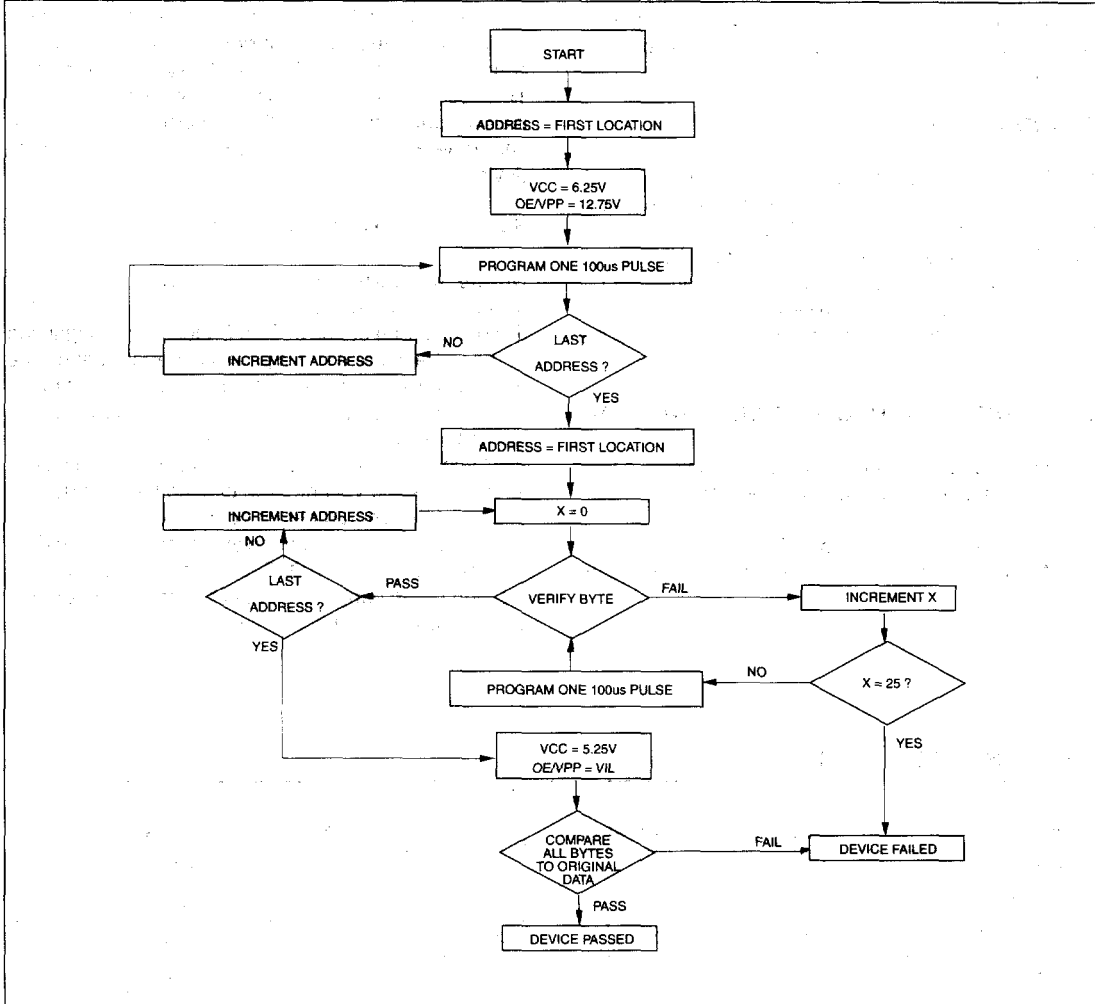 START
ADDRESS = FIRST LOCATION
VCC = 6.25V
OE/VPP = 12.75V
PROGRAM ONE 100us PULSE
LAST
ADDRESS ?
NO
INCREMENT ADDRESS
YES
ADDRESS = FIRST LOCATION
INCREMENT ADDRESS
X = 0
NO
LAST
ADDRESS ?
PASS
VERIFY BYTE
FAIL
INCREMENT X
YES
PROGRAM ONE 100us PULSE
NO
X = 25 ?
YES
VCC = 5.25V
OE/VPP = VIL
COMPARE
ALL BYTES
TO ORIGINAL
DATA
FAIL
DEVICE FAILED
PASS
DEVICE PASSED